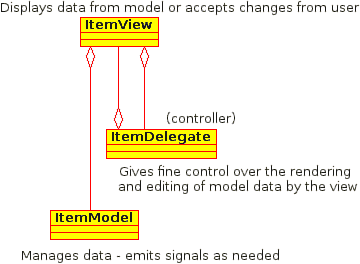 Displays data from model or accepts changes from user
ItemView
(controller)
ItemDelegate
Gives fine control over the rendering
and editing of model data by the view
ItemModel
Manages data - emits signals as needed